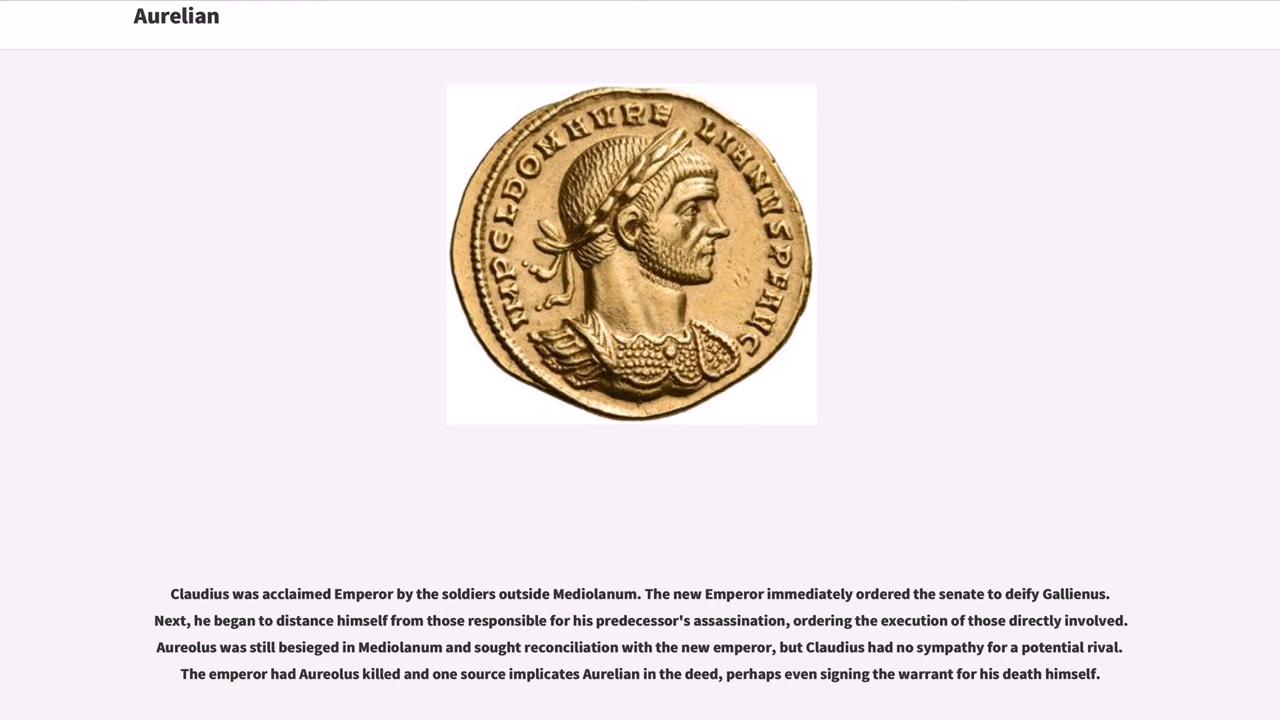 Aurelian
IMPCLDOMAURELIANUSPFAUG
Claudius was acclaimed Emperor by the soldiers outside Mediolanum. The new Emperor immediately ordered the senate to deify Gallienus.
Next, he began to distance himself from those responsible for his predecessor's assassination, ordering the execution of those directly involved.
Aureolus was still besieged in Mediolanum and sought reconciliation with the new emperor, but Claudius had no sympathy for a potential rival.
The emperor had Aureolus killed and one source implicates Aurelian in the deed, perhaps even signing the warrant for his death himself.